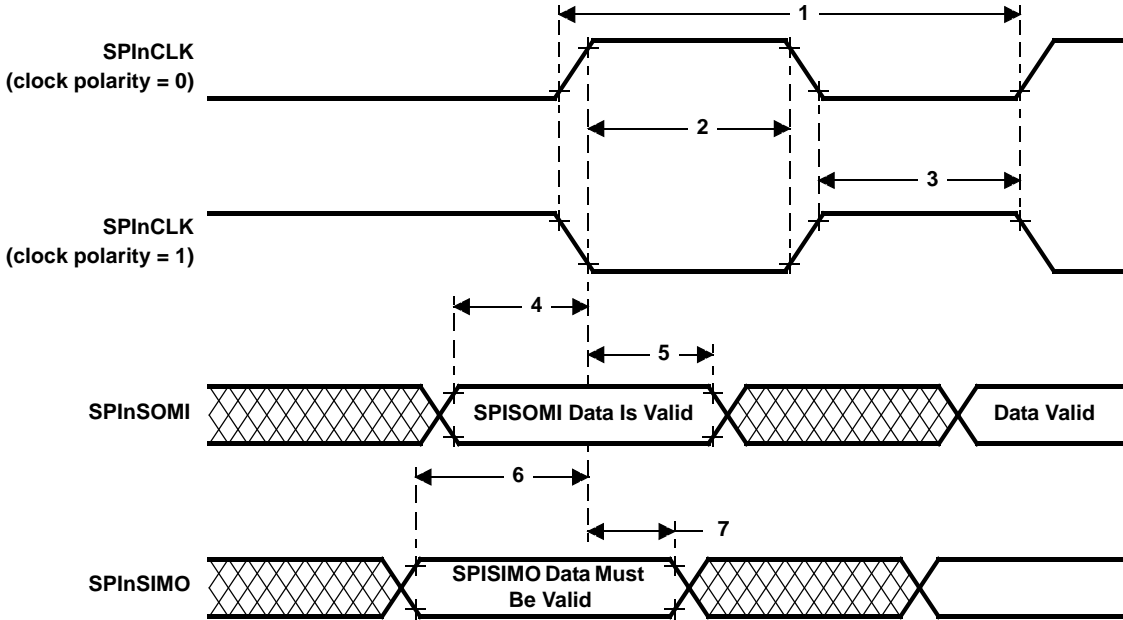 1
SPInCLK
(clock polarity = 0)
2
3
SPInCLK
(clock polarity = 1)
4
5
SPInSOMI
SPISOMI Data Is Valid
Data Valid
6
7
SPInSIMO
SPISIMO Data Must
Be Valid